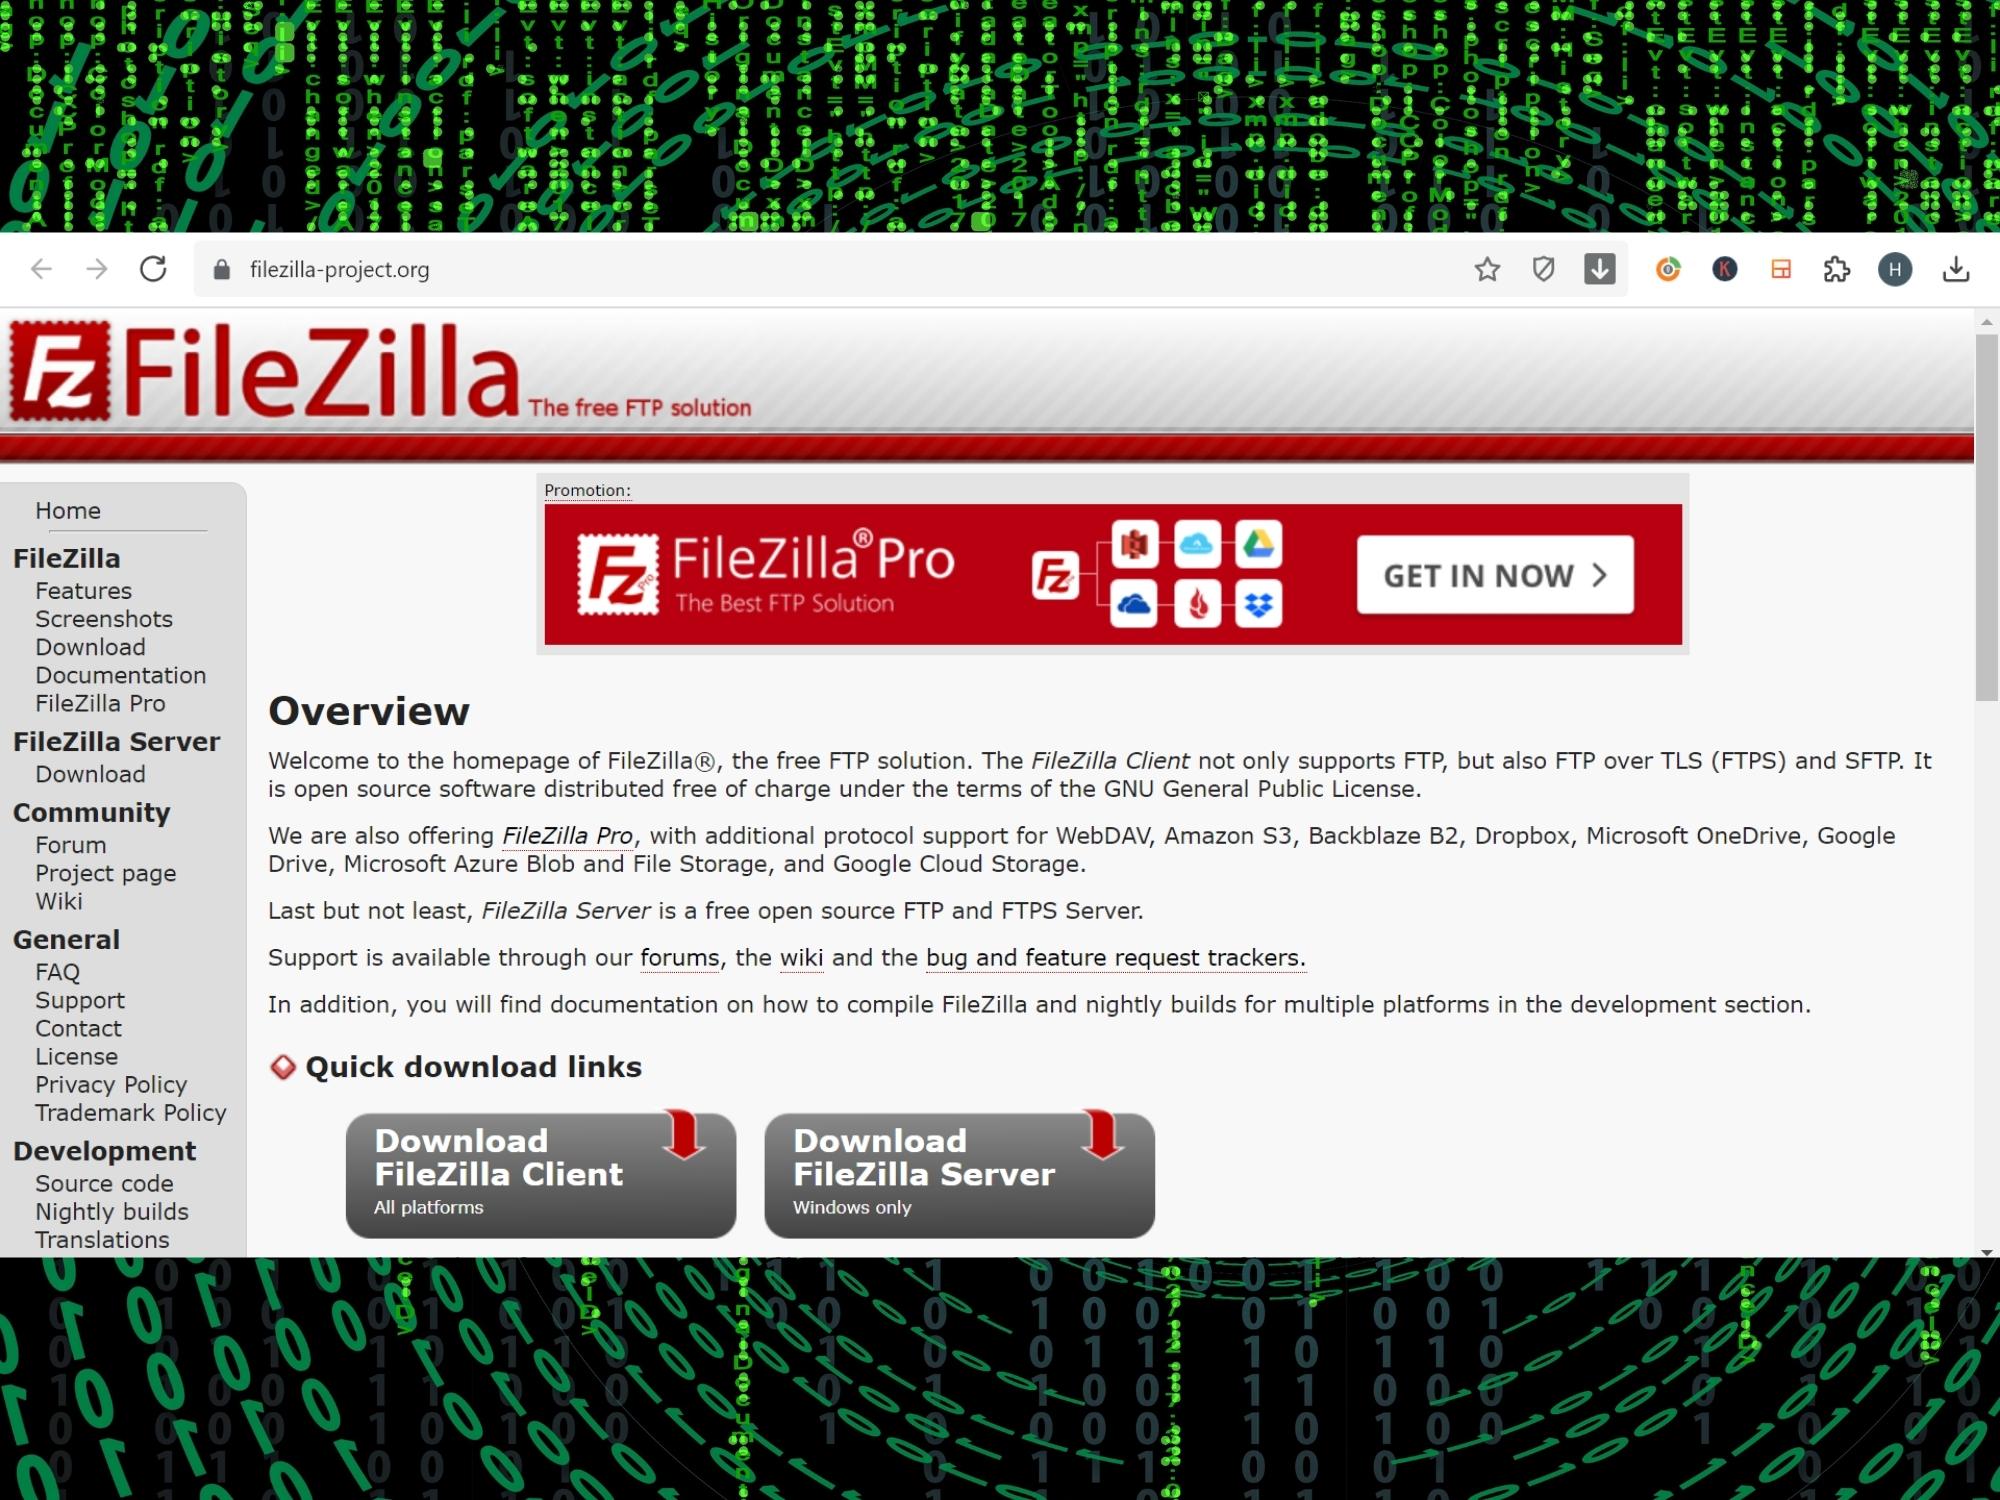 filezilla-project.org
K
H
Fz FileZilla The free FTP solution
Promotion:
Fz Pro FileZilla® Pro
The Best FTP Solution
Fz
GET IN NOW >
Home
FileZilla
Features
Screenshots
Download
Documentation
FileZilla Pro
FileZilla Server
Download
Community
Forum
Project page
Wiki
General
FAQ
Support
Contact
License
Privacy Policy
Trademark Policy
Development
Source code
Nightly builds
Translations
Overview
Welcome to the homepage of FileZilla®, the free FTP solution. The FileZilla Client not only supports FTP, but also FTP over TLS (FTPS) and SFTP. It
is open source software distributed free of charge under the terms of the GNU General Public License.
We are also offering FileZilla Pro, with additional protocol support for WebDAV, Amazon S3, Backblaze B2, Dropbox, Microsoft OneDrive, Google
Drive, Microsoft Azure Blob and File Storage, and Google Cloud Storage.
Last but not least, FileZilla Server is a free open source FTP and FTPS Server.
Support is available through our forums, the wiki and the bug and feature request trackers.
In addition, you will find documentation on how to compile FileZilla and nightly builds for multiple platforms in the development section.
Quick download links
Download
FileZilla Client
All platforms
Download
FileZilla Server
Windows only